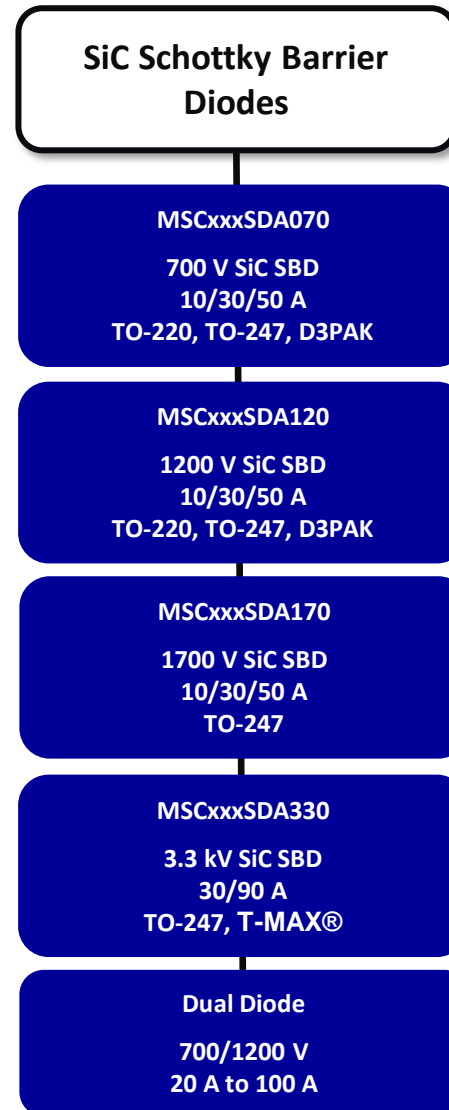 SiC Schottky Barrier
Diodes
MSCxxxSDA070
700 V SiC SBD
10/30/50 A
TO-220, TO-247, D3PAK
MSCxxxSDA120
1200 V SiC SBD
10/30/50 A
TO-220, TO-247, D3PAK
MSCxxxSDA170
1700 V SiC SBD
10/30/50 A
TO-247
MSCxxxSDA330
3.3 kV SiC SBD
30/90 A
TO-247, T-MAX®
Dual Diode
700/1200 V
20 A to 100 A